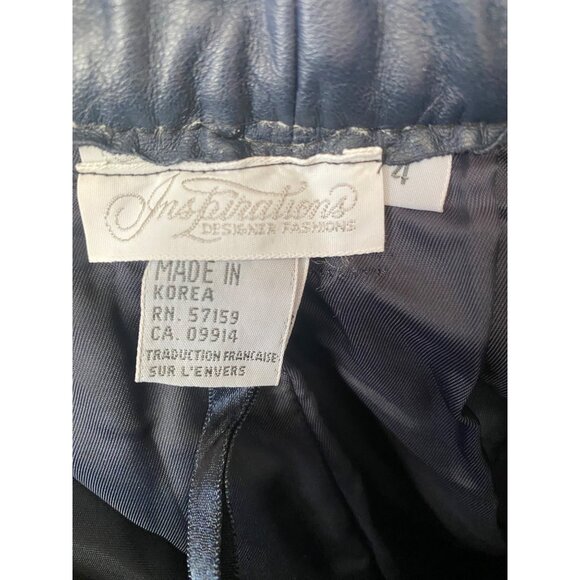 Inspirations
DESIGNER FASHIONS
4
MADE IN
KOREA
RN. 57159
CA. 09914
TRADUCTION FRANCAISE
SUR L'ENVERS